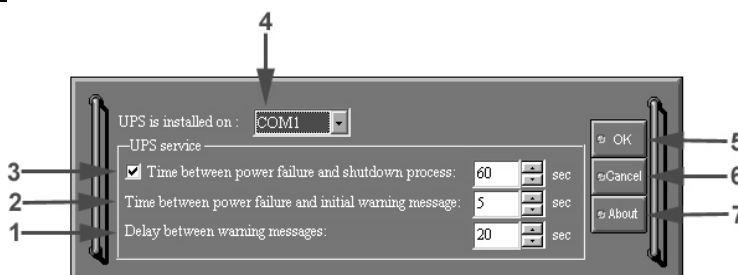 4
UPS is installed on : COM1
UPS service
3 Time between power failure and shutdown process: 60 sec
2 Time between power failure and initial warning message: 5 sec
1 Delay between warning messages: 20 sec
OK 5
Cancel 6
About 7